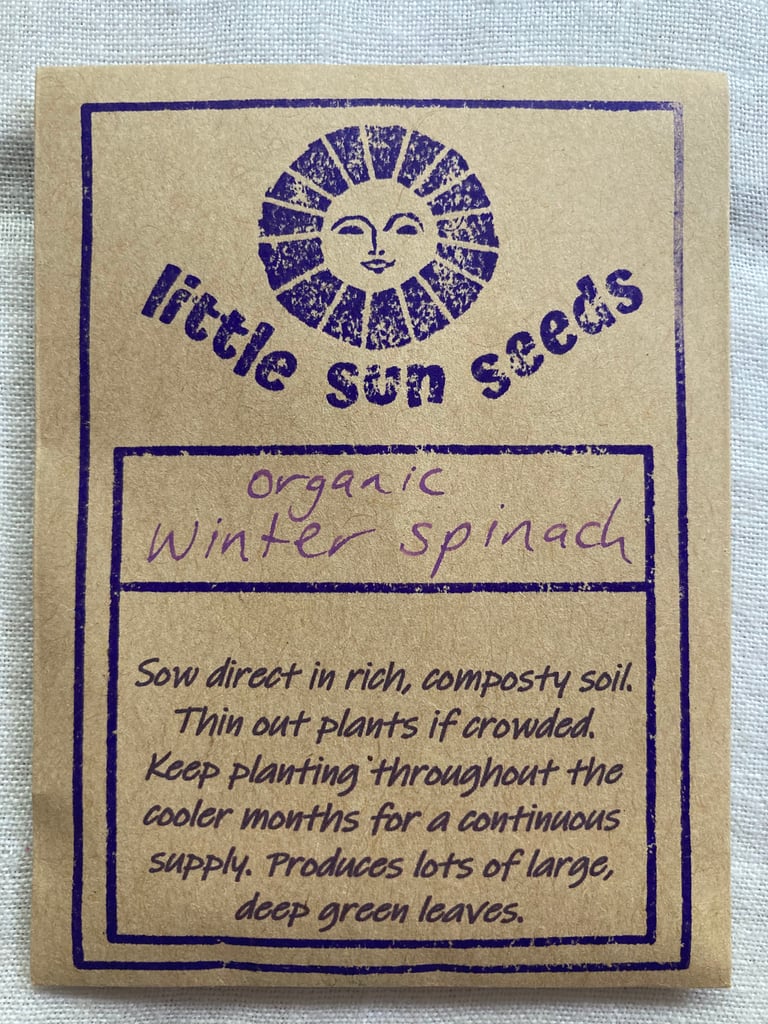 little sun seeds
organic
Winter spinach
Sow direct in rich, composty soil.
Thin out plants if crowded.
Keep planting throughout the
cooler months for a continuous
supply. Produces lots of large,
deep green leaves.